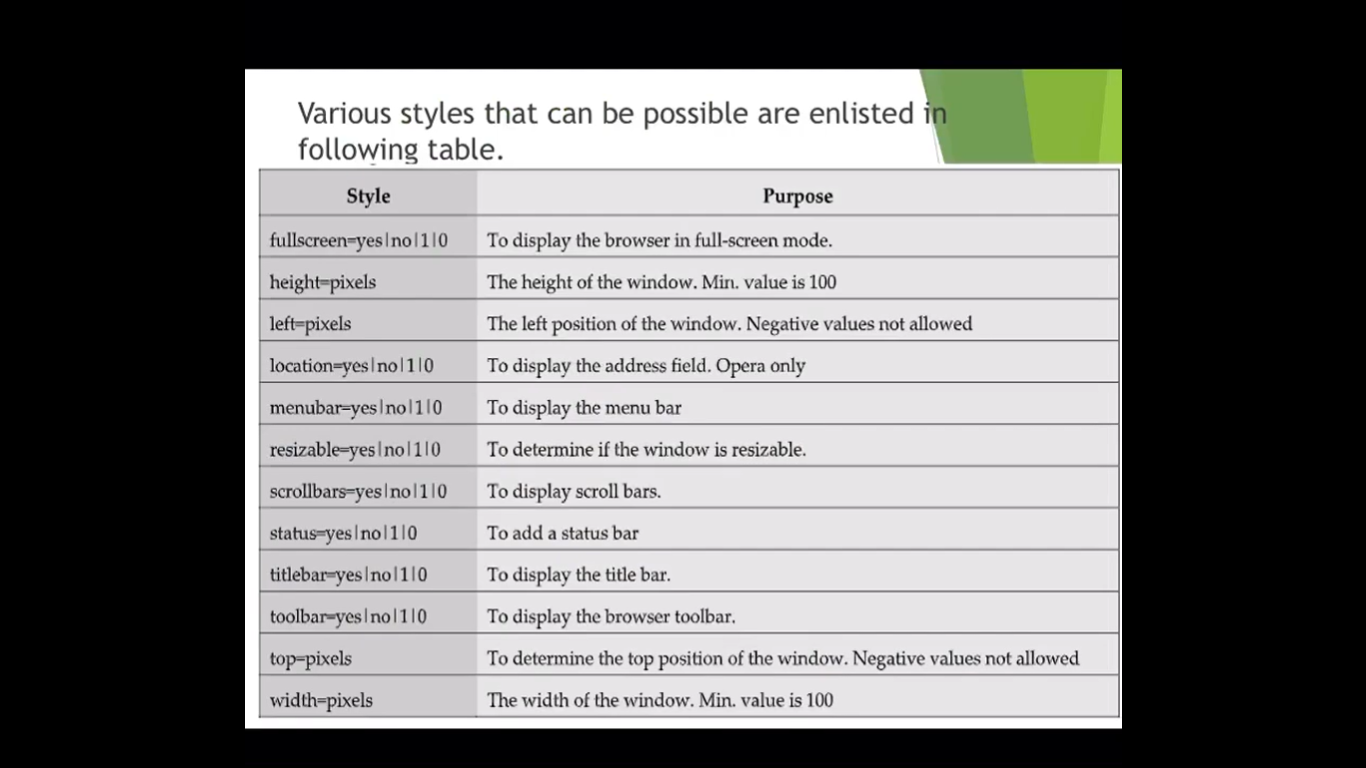 Various styles that can be possible are enlisted in
following table.
Style Purpose
fullscreen=yes|no|1|0 To display the browser in full-screen mode.
height=pixels The height of the window. Min. value is 100
left=pixels The left position of the window. Negative values not allowed
location=yes|no|1|0 To display the address field. Opera only
menubar=yes|no|1|0 To display the menu bar
resizable=yes|no|1|0 To determine if the window is resizable.
scrollbars=yes|no|1|0 To display scroll bars.
status=yes|no|1|0 To add a status bar
titlebar=yes|no|1|0 To display the title bar.
toolbar=yes|no|1|0 To display the browser toolbar.
top=pixels To determine the top position of the window. Negative values not allowed
width=pixels The width of the window. Min. value is 100